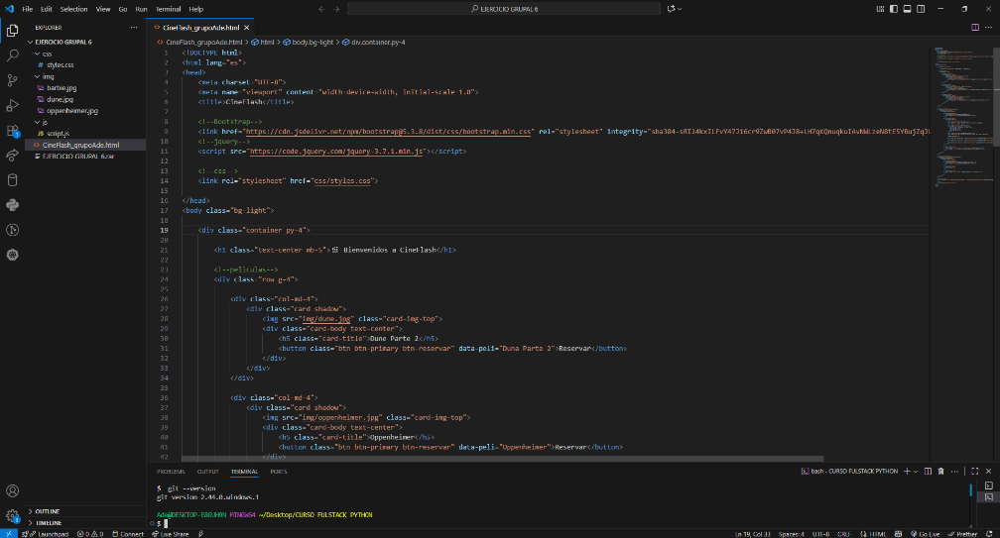 File Edit Selection View Go Run Terminal Help
EJERCICIO GRUPAL 6
EXPLORER
EJERCICIO GRUPAL 6
css
styles.css
img
barbie.jpg
dune.jpg
oppenheimer.jpg
js
script.js
CineFlash_grupoAde.html
EJERCICIO GRUPAL 6.rar
OUTLINE
TIMELINE
CineFlash_grupoAde.html
CineFlash_grupoAde.html > html > body.bg-light > div.container.py-4
1 <!DOCTYPE html>
2 <html lang="es">
3 <head>
4 <meta charset="UTF-8">
5 <meta name="viewport" content="width-device-width, initial-scale-1.0">
6 <title>CineFlash</title>
7
8 <!--Bootstrap-->
9 <link href="https://cdn.jsdelivr.net/npm/bootstrap@5.3.8/dist/css/bootstrap.min.css" rel="stylesheet"
10 <!--jquery-->
11 <script src="https://code.jquery.com/jquery-3.7.1.min.js"></script>
12
13 <!--css-->
14 <link rel="stylesheet" href="css/styles.css">
15
16 </head>
17 <body class="bg-light">
18
19 <div class="container py-4">
20
21 <h1 class="text-center mb-5"> Bienvenidos a CineFlash</h1>
22
23 <!--peliculas-->
24 <div class="row g-4">
25
26 <div class="col-md-4">
27 <div class="card shadow">
28 <img src="img/dune.jpg" class="card-img-top">
29 <div class="card-body text-center">
30 <h5 class="card-title">Dune Parte 2</h5>
31 <button class="btn btn-primary btn-reservar" data-peli="Duna Parte 2">Reservar</button>
32 </div>
33 </div>
34 </div>
35
36 <div class="col-md-4">
37 <div class="card shadow">
38 <img src="img/oppenheimer.jpg" class="card-img-top">
39 <div class="card-body text-center">
40 <h5 class="card-title">Oppenheimer</h5>
41 <button class="btn btn-primary btn-reservar" data-peli="Oppenheimer">Reservar</button>
42 </div>
PROBLEMS OUTPUT TERMINAL PORTS
bash - CURSO FULSTACK PYTHON
$ git --version
git version 2.44.0.windows.1
MINGW64 ~/Desktop/CURSO FULSTACK PYTHON
$
Launchpad 0 0 Connect Live Share
Ln 19, Col 33 Spaces: 4 UTF-8 CRLF HTML Go Live Prettier